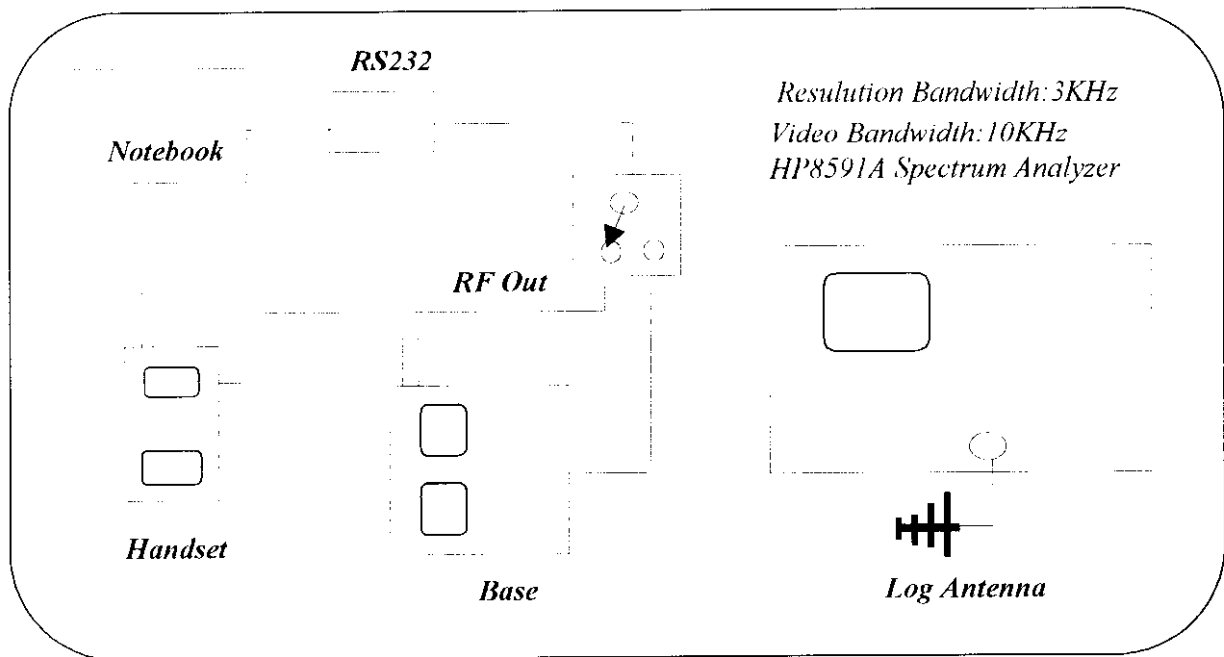 RS232
Resulution Bandwidth:3KHz
Video Bandwidth:10KHz
HP8591A Spectrum Analyzer
Notebook
RF Out
Handset
Base
Log Antenna